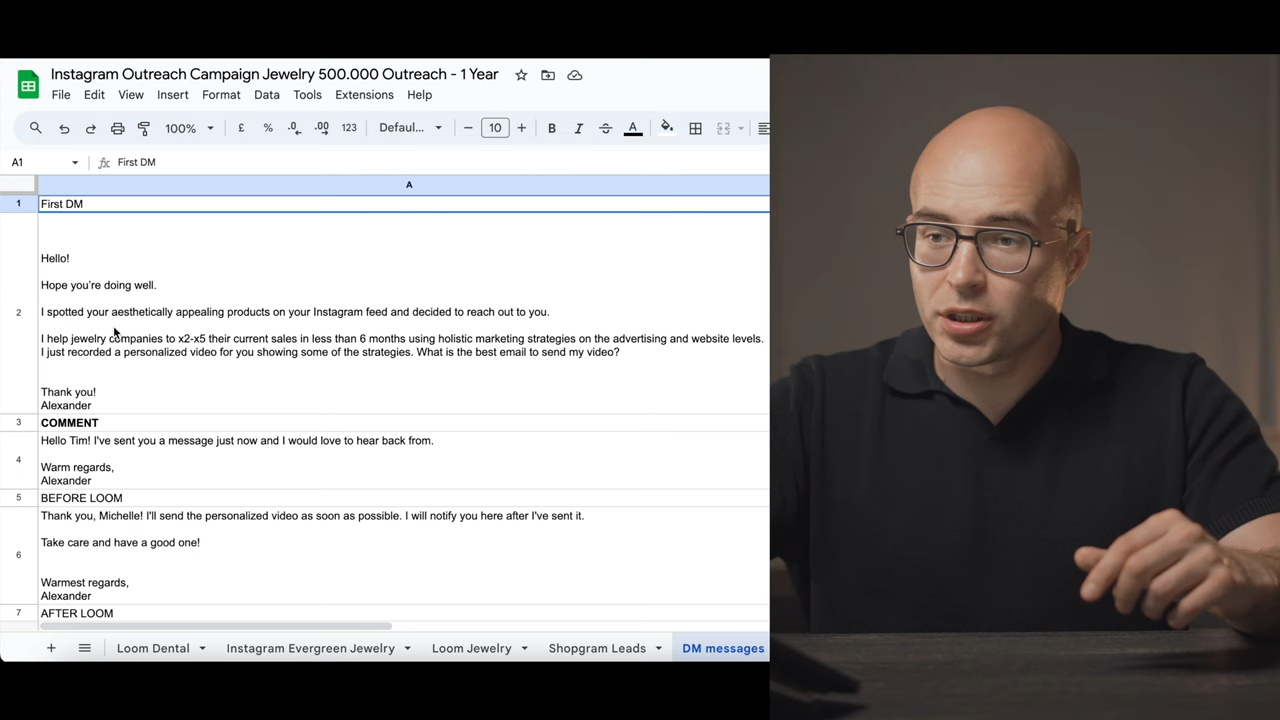 Instagram Outreach Campaign Jewelry 500.000 Outreach - 1 Year
File Edit View Insert Format Data Tools Extensions Help
100% £ % .0 .00 123 Defaul... − 10 + B I S A
A1 fx First DM
A
1 First DM
Hello!
Hope you're doing well.
2 I spotted your aesthetically appealing products on your Instagram feed and decided to reach out to you.
I help jewelry companies to x2-x5 their current sales in less than 6 months using holistic marketing strategies on the advertising and website levels.
I just recorded a personalized video for you showing some of the strategies. What is the best email to send my video?
Thank you!
Alexander
3 COMMENT
Hello Tim! I've sent you a message just now and I would love to hear back from.
4
Warm regards,
Alexander
5 BEFORE LOOM
Thank you, Michelle! I'll send the personalized video as soon as possible. I will notify you here after I've sent it.
Take care and have a good one!
6
Warmest regards,
Alexander
7 AFTER LOOM
+ Loom Dental Instagram Evergreen Jewelry Loom Jewelry Shopgram Leads DM messages